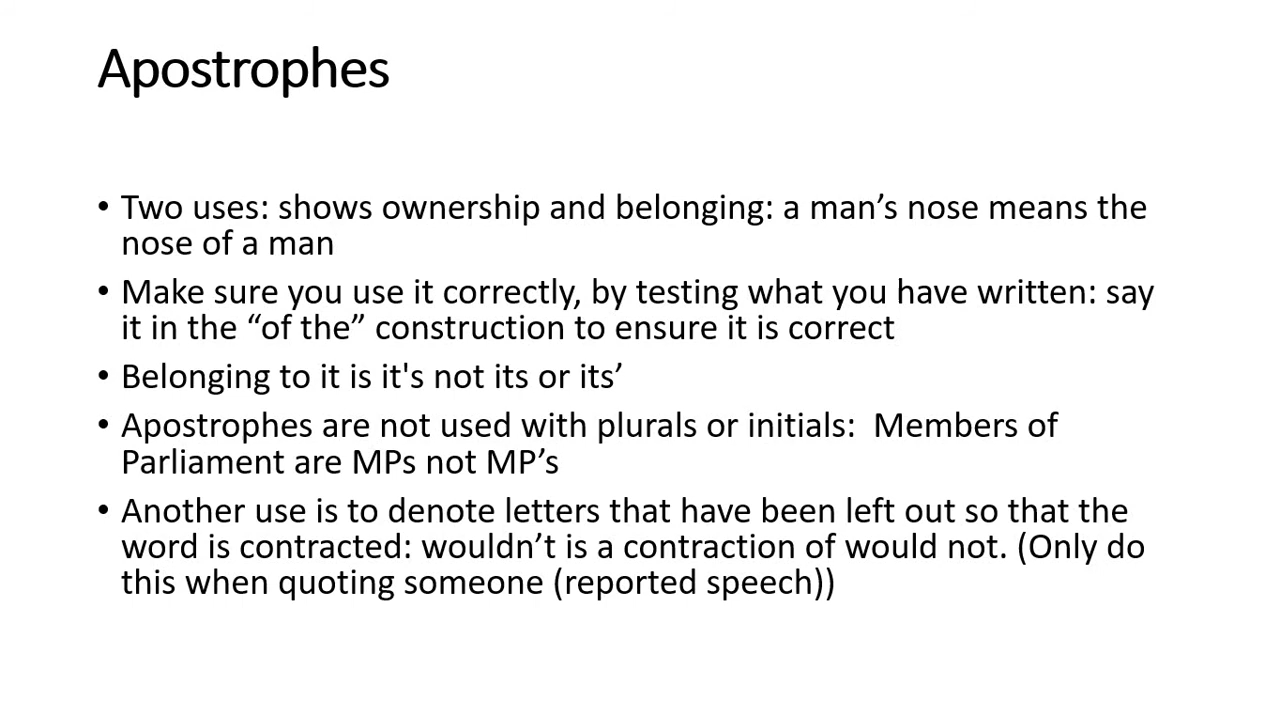 Apostrophes
• Two uses: shows ownership and belonging: a man’s nose means the
nose of a man
• Make sure you use it correctly, by testing what you have written: say
it in the “of the” construction to ensure it is correct
• Belonging to it is it's not its or its’
• Apostrophes are not used with plurals or initials:  Members of
Parliament are MPs not MP’s
• Another use is to denote letters that have been left out so that the
word is contracted: wouldn’t is a contraction of would not. (Only do
this when quoting someone (reported speech))